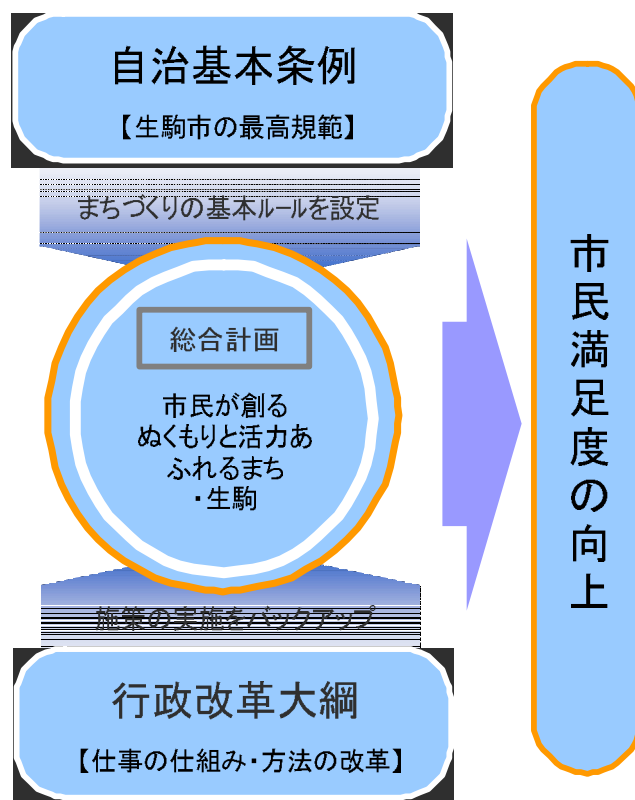 自治基本条例
【生駒市の最高規範】
まちづくりの基本ルールを設定
総合計画
市民が創る
ぬくもりと活力あ
ふれるまち
・生駒
施策の実施をバックアップ
行政改革大綱
【仕事の仕組み・方法の改革】
市民満足度の向上